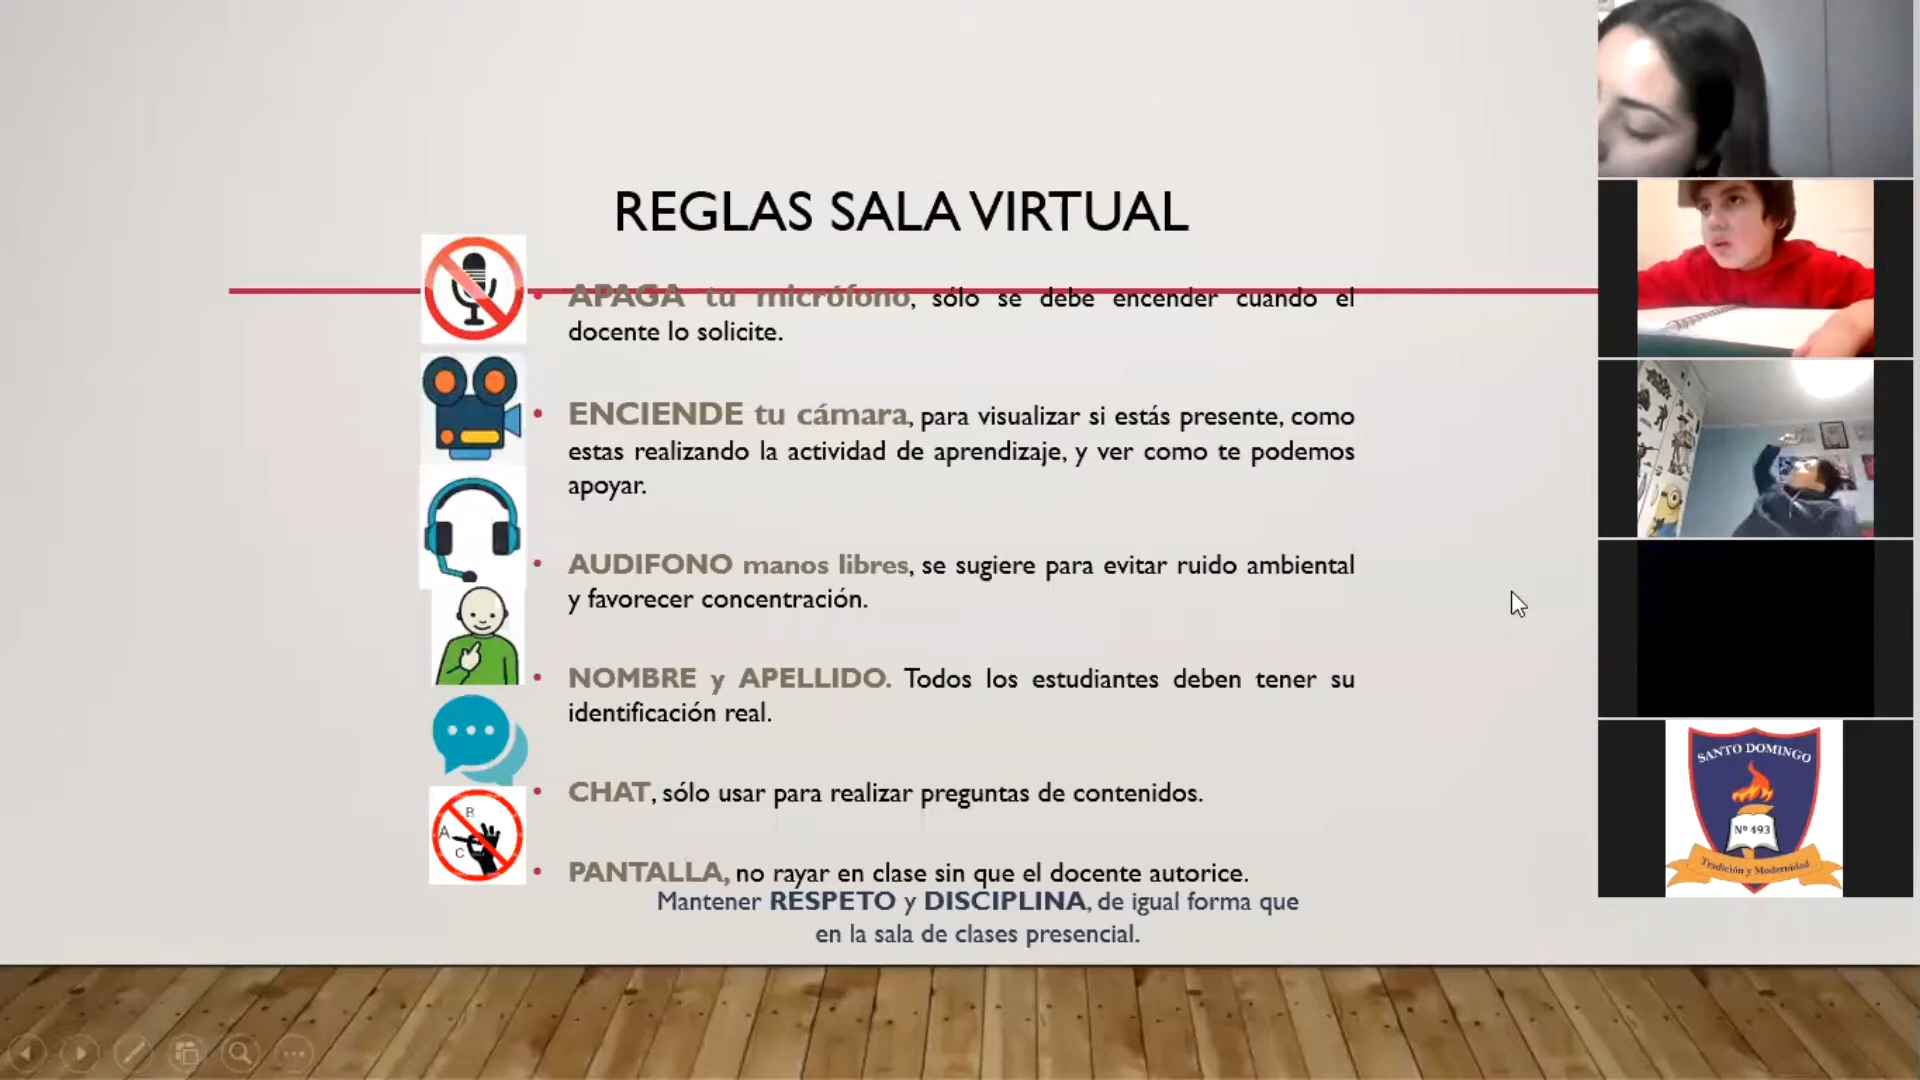 REGLAS SALA VIRTUAL
• APAGA tu micrófono, sólo se debe encender cuando el
docente lo solicite.
• ENCIENDE tu cámara, para visualizar si estás presente, como
estas realizando la actividad de aprendizaje, y ver como te podemos
apoyar.
• AUDIFONO manos libres, se sugiere para evitar ruido ambiental
y favorecer concentración.
• NOMBRE y APELLIDO. Todos los estudiantes deben tener su
identificación real.
• CHAT, sólo usar para realizar preguntas de contenidos.
• PANTALLA, no rayar en clase sin que el docente autorice.
Mantener RESPETO y DISCIPLINA, de igual forma que
en la sala de clases presencial.
B
A
C
SANTO DOMINGO
Nº 493
Tradición y Modernidad